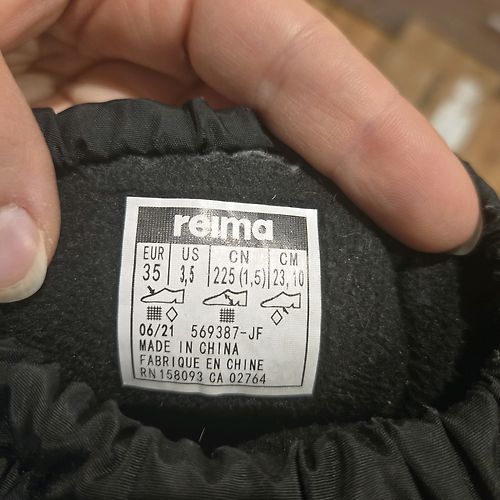 reima
EUR US CN CM
35 3,5 225(1,5) 23,10
06/21 569387-JF
MADE IN CHINA
FABRIQUE EN CHINE
RN158093 CA 02764